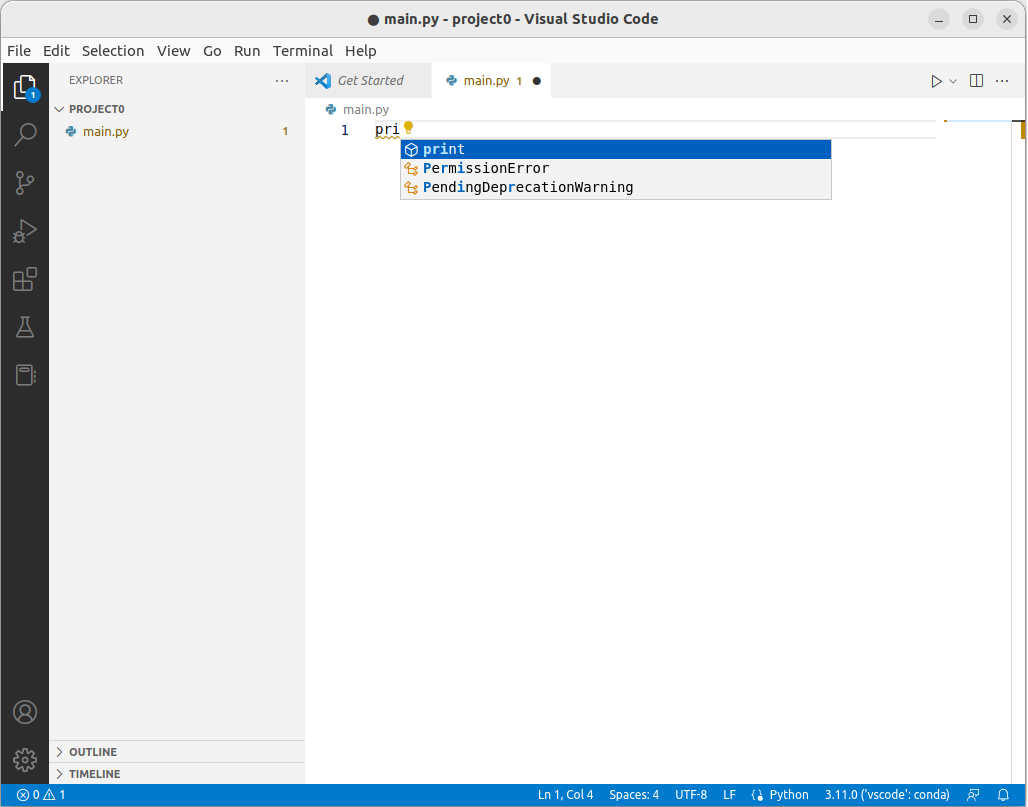 ● main.py - project0 - Visual Studio Code
File Edit Selection View Go Run Terminal Help
EXPLORER
Get Started
main.py 1
1
PROJECT0
main.py
main.py 1
1 pri
print
PermissionError
PendingDeprecationWarning
OUTLINE
TIMELINE
0 1 Ln 1, Col 4 Spaces: 4 UTF-8 LF Python 3.11.0 ('vscode': conda)